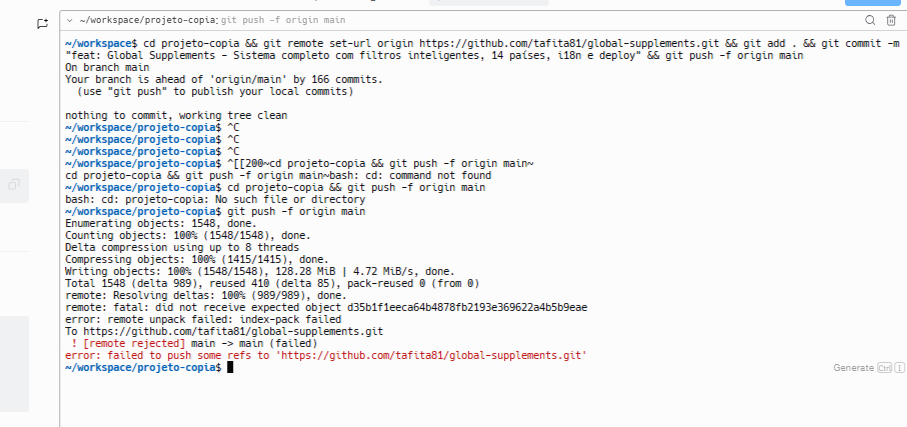 ~/workspace/projeto-copia: git push -f origin main
~/workspace$ cd projeto-copia && git remote set-url origin https://github.com/tafita81/global-supplements.git && git add . && git commit -m
"feat: Global Supplements - Sistema completo com filtros inteligentes, 14 países, i18n e deploy" && git push -f origin main
On branch main
Your branch is ahead of 'origin/main' by 166 commits.
  (use "git push" to publish your local commits)

nothing to commit, working tree clean
~/workspace/projeto-copia$ ^C
~/workspace/projeto-copia$ ^C
~/workspace/projeto-copia$ ^C
~/workspace/projeto-copia$ ^[[200~cd projeto-copia && git push -f origin main~
cd projeto-copia && git push -f origin main~bash: cd: command not found
~/workspace/projeto-copia$ cd projeto-copia && git push -f origin main
bash: cd: projeto-copia: No such file or directory
~/workspace/projeto-copia$ git push -f origin main
Enumerating objects: 1548, done.
Counting objects: 100% (1548/1548), done.
Delta compression using up to 8 threads
Compressing objects: 100% (1415/1415), done.
Writing objects: 100% (1548/1548), 128.28 MiB | 4.72 MiB/s, done.
Total 1548 (delta 989), reused 410 (delta 85), pack-reused 0 (from 0)
remote: Resolving deltas: 100% (989/989), done.
remote: fatal: did not receive expected object d35b1f1eeca64b4878fb2193e369622a4b5b9eae
error: remote unpack failed: index-pack failed
To https://github.com/tafita81/global-supplements.git
 ! [remote rejected] main -> main (failed)
error: failed to push some refs to 'https://github.com/tafita81/global-supplements.git'
~/workspace/projeto-copia$
Generate Ctrl I